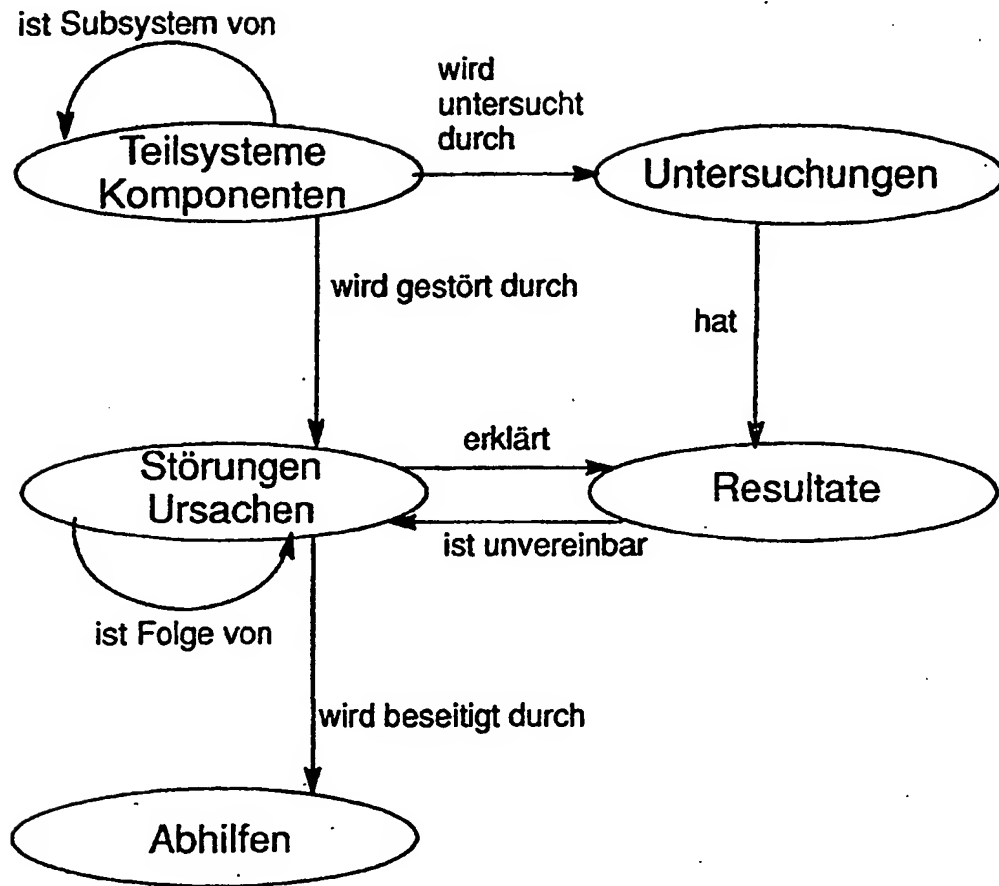 ist Subsystem von
wird
untersucht
durch
Teilsysteme
Komponenten
Untersuchungen
wird gestört durch
hat
erklärt
Störungen
Ursachen
Resultate
ist unvereinbar
ist Folge von
wird beseitigt durch
Abhilfen